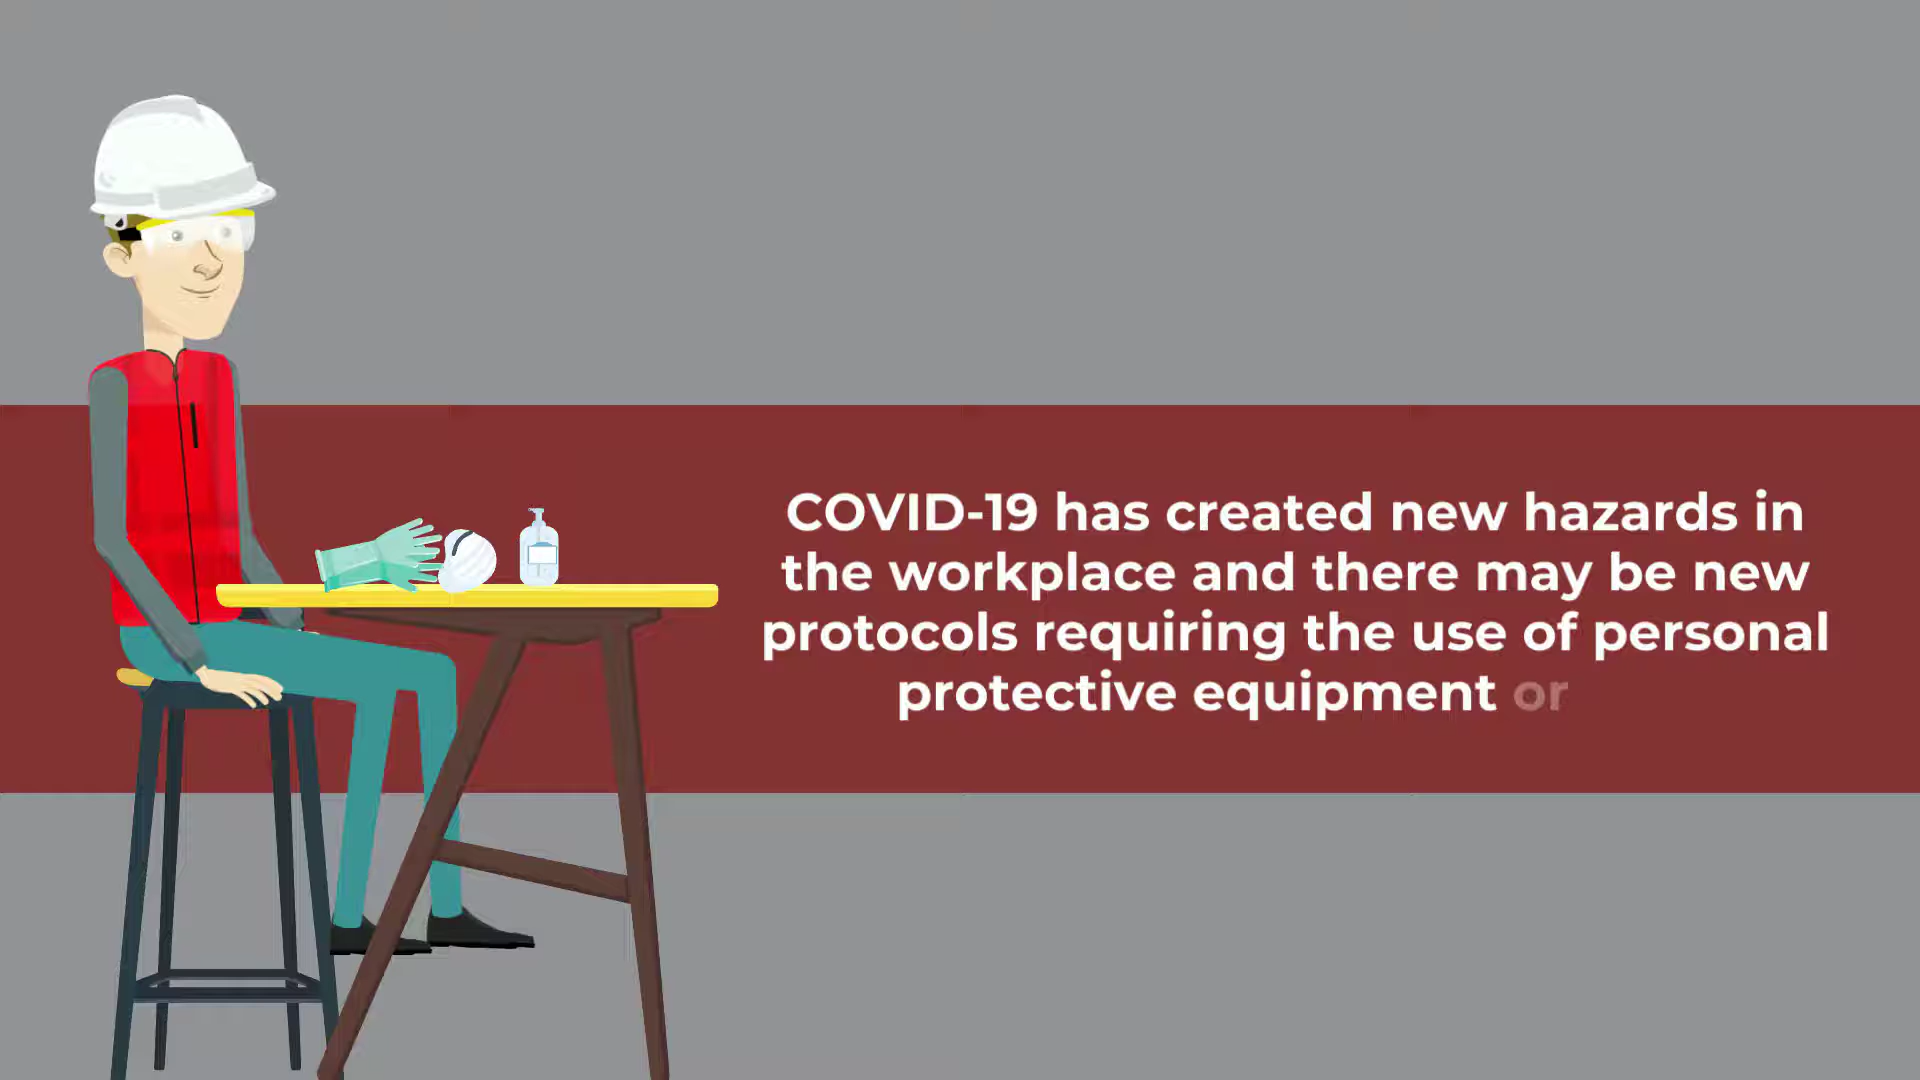 COVID-19 has created new hazards in
the workplace and there may be new
protocols requiring the use of personal
protective equipment or